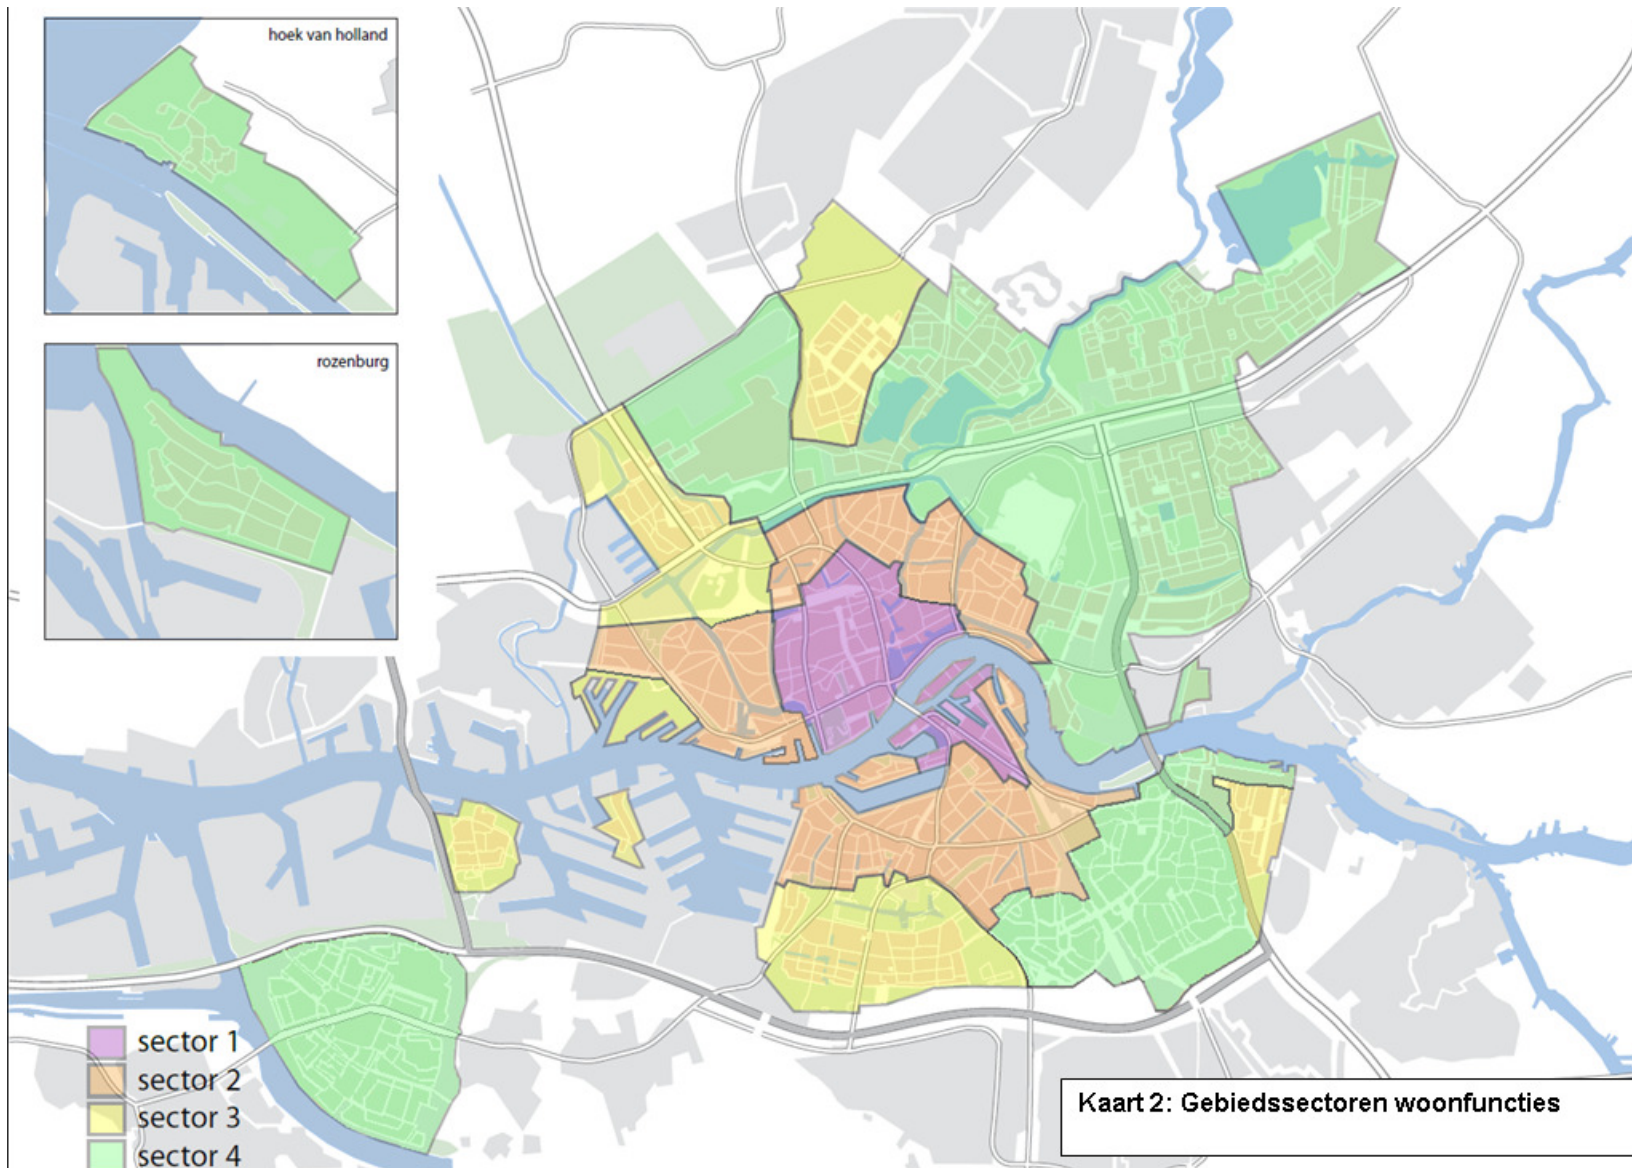 hoek van holland
rozenburg
sector 1
sector 2
sector 3
sector 4
Kaart 2: Gebiedssectoren woonfuncties